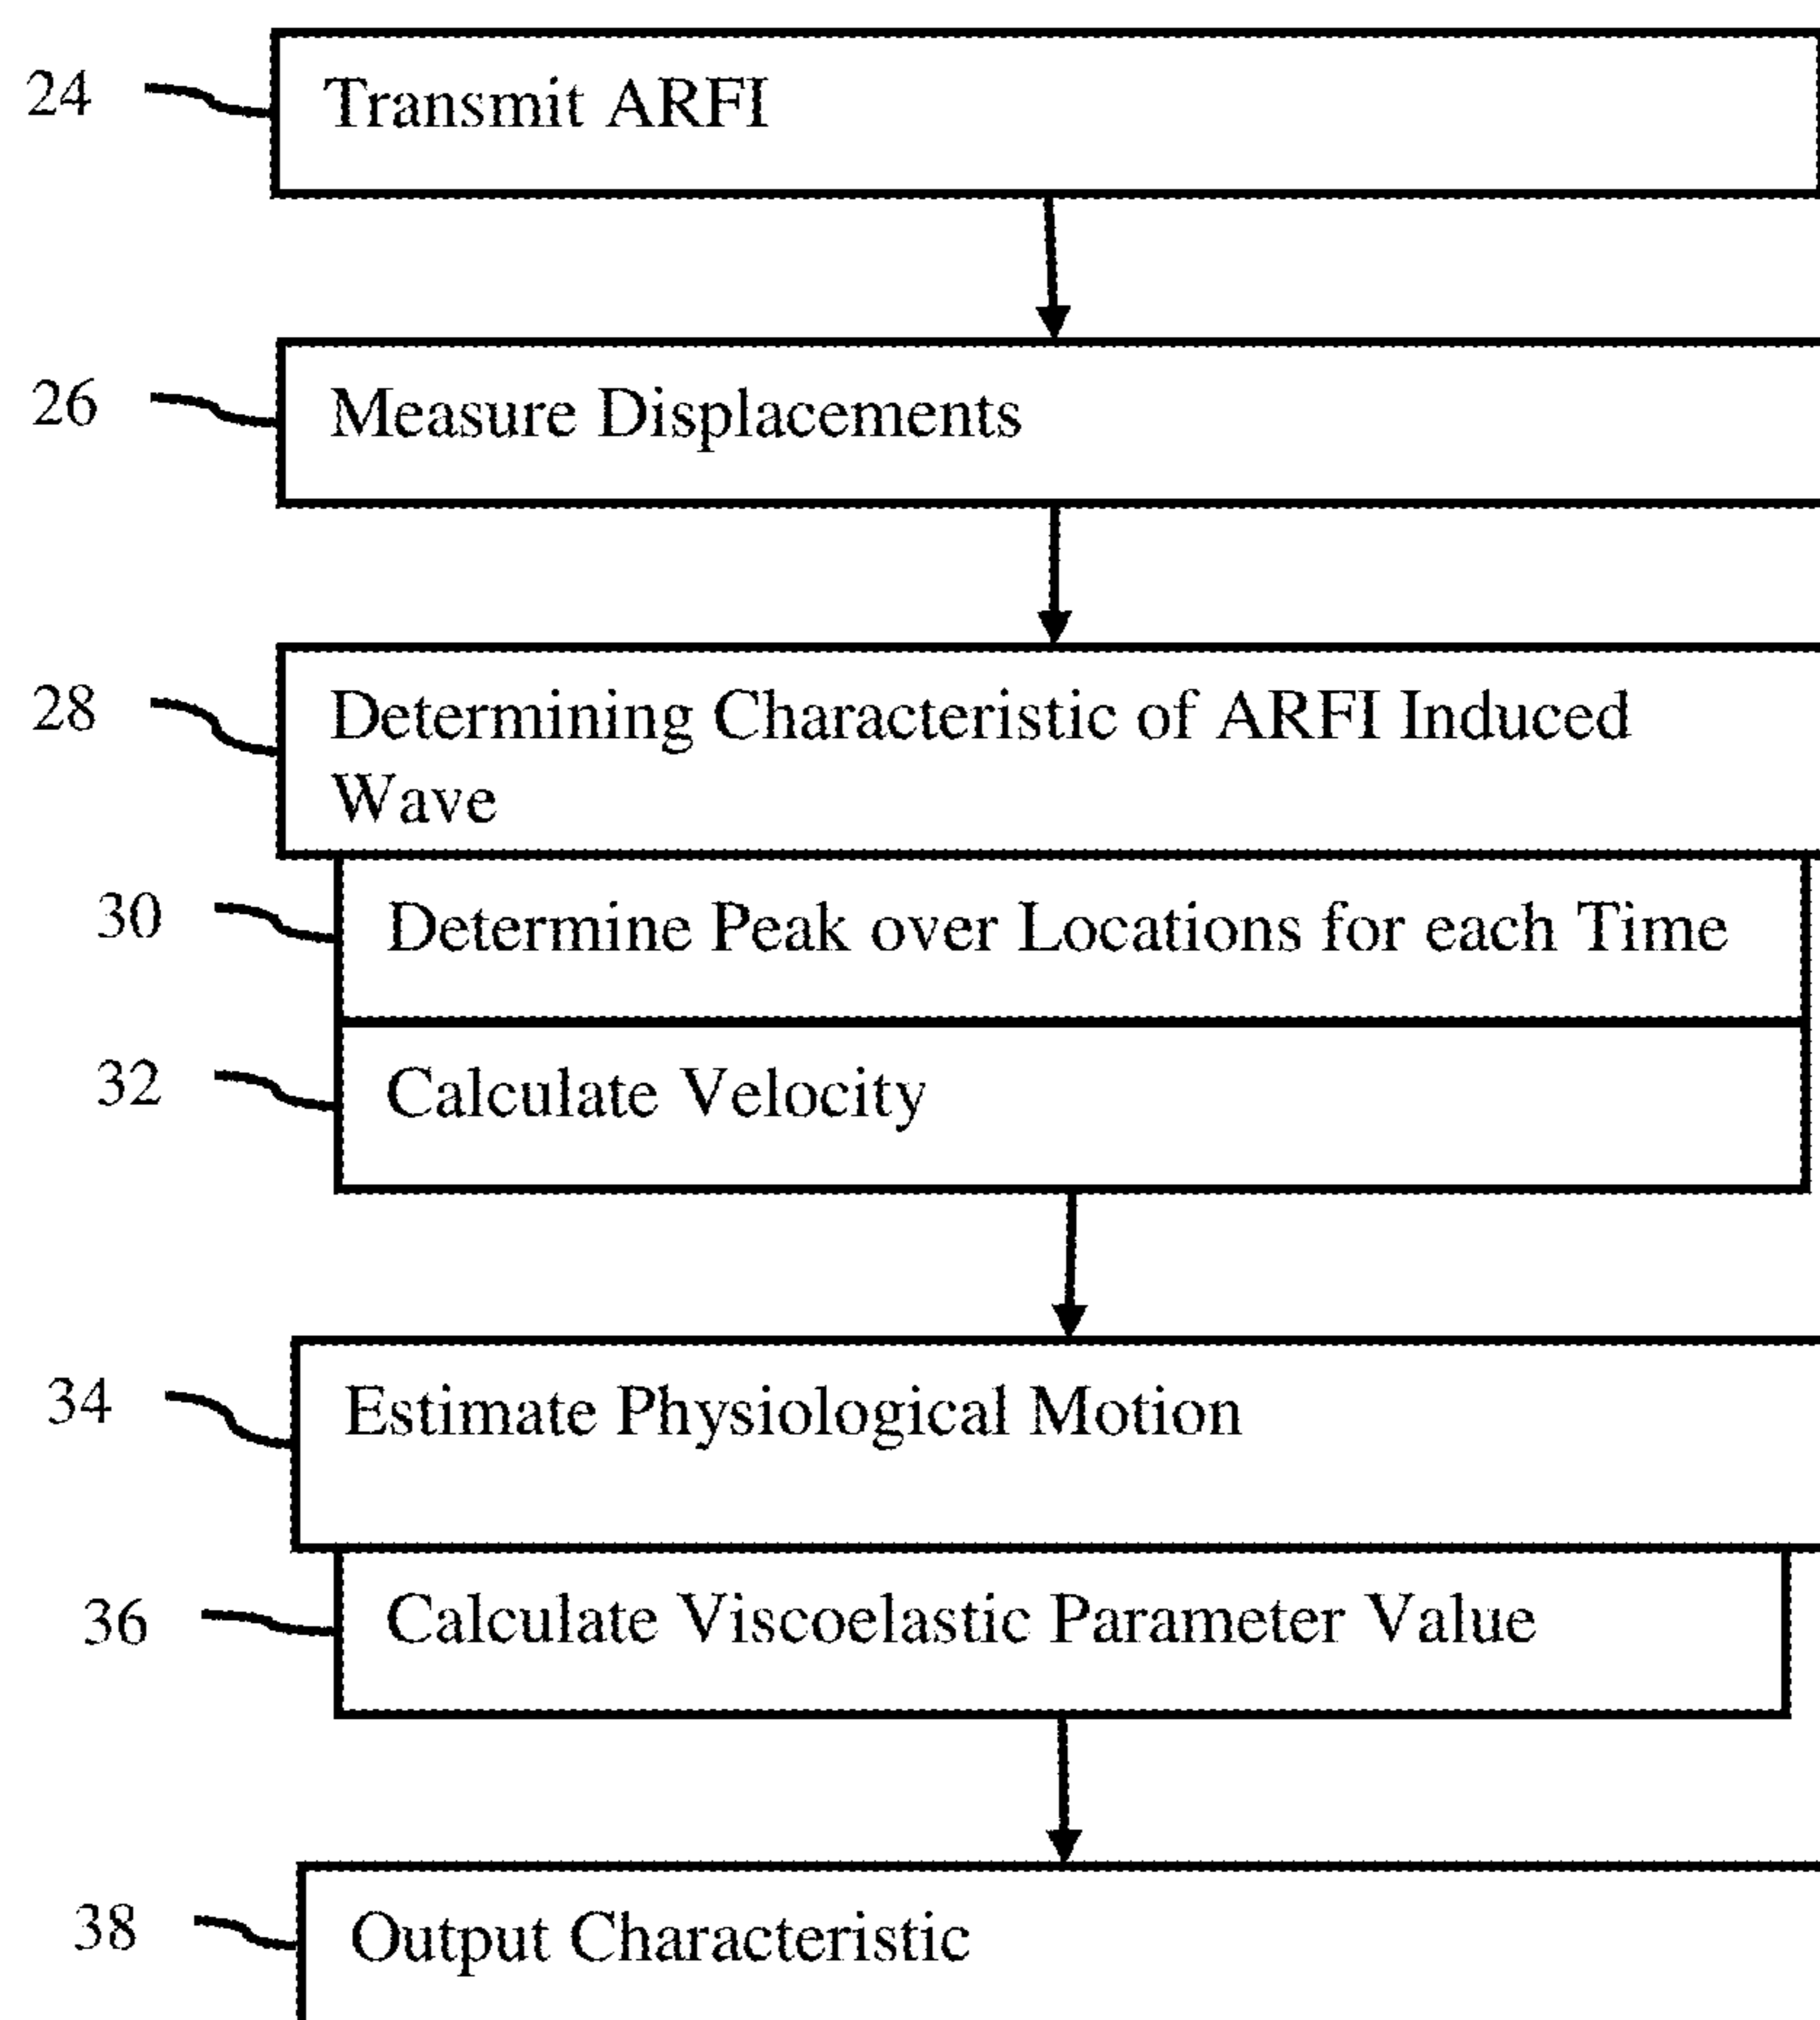 24 Transmit ARFI
26 Measure Displacements
28 Determining Characteristic of ARFI Induced
Wave
30 Determine Peak over Locations for each Time
32 Calculate Velocity
34 Estimate Physiological Motion
36 Calculate Viscoelastic Parameter Value
38 Output Characteristic